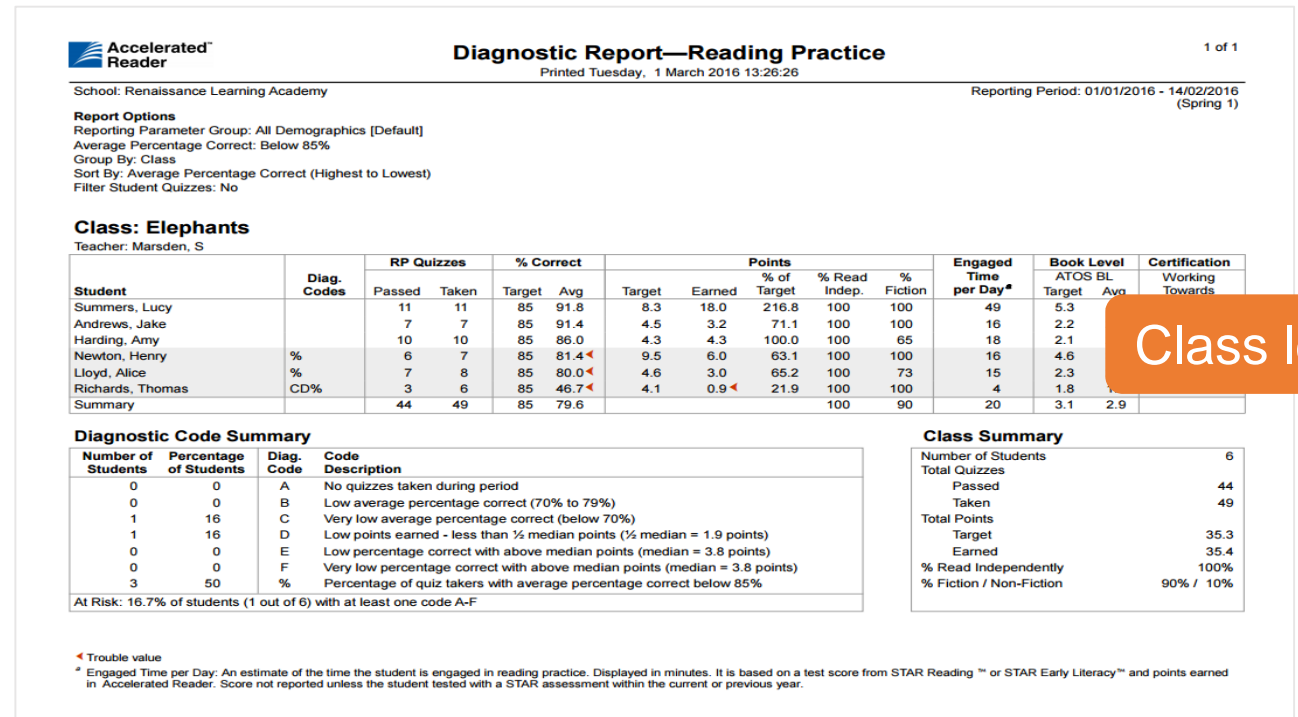 Accelerated™ Reader
Diagnostic Report—Reading Practice
1 of 1
Printed Tuesday, 1 March 2016 13:26:26
School: Renaissance Learning Academy
Reporting Period: 01/01/2016 - 14/02/2016
(Spring 1)
Report Options
Reporting Parameter Group: All Demographics [Default]
Average Percentage Correct: Below 85%
Group By: Class
Sort By: Average Percentage Correct (Highest to Lowest)
Filter Student Quizzes: No
Class: Elephants
Teacher: Marsden, S
RP Quizzes % Correct Points Engaged Book Level Certification
Diag. % of % Read % Time ATOS BL Working
Student Codes Passed Taken Target Avg Target Earned Target Indep. Fiction per Day a Target Avg Towards
Summers, Lucy 11 11 85 91.8 8.3 18.0 216.8 100 100 49 5.3
Andrews, Jake 7 7 85 91.4 4.5 3.2 71.1 100 100 16 2.2
Harding, Amy 10 10 85 86.0 4.3 4.3 100.0 100 65 18 2.1
Newton, Henry % 6 7 85 81.4 9.5 6.0 63.1 100 100 16 4.6
Lloyd, Alice % 7 8 85 80.0 4.6 3.0 65.2 100 73 15 2.3
Richards, Thomas CD% 3 6 85 46.7 4.1 0.9 21.9 100 100 4 1.8
Summary 44 49 85 79.6 100 90 20 3.1 2.9
Class
Diagnostic Code Summary
Number of Percentage Diag. Code
Students of Students Code Description
0 0 A No quizzes taken during period
0 0 B Low average percentage correct (70% to 79%)
1 16 C Very low average percentage correct (below 70%)
1 16 D Low points earned - less than ½ median points (½ median = 1.9 points)
0 0 E Low percentage correct with above median points (median = 3.8 points)
0 0 F Very low percentage correct with above median points (median = 3.8 points)
3 50 % Percentage of quiz takers with average percentage correct below 85%
At Risk: 16.7% of students (1 out of 6) with at least one code A-F
Class Summary
Number of Students 6
Total Quizzes
Passed 44
Taken 49
Total Points
Target 35.3
Earned 35.4
% Read Independently 100%
% Fiction / Non-Fiction 90% / 10%
Trouble value
a Engaged Time per Day: An estimate of the time the student is engaged in reading practice. Displayed in minutes. It is based on a test score from STAR Reading ™ or STAR Early Literacy™ and points earned
in Accelerated Reader. Score not reported unless the student tested with a STAR assessment within the current or previous year.